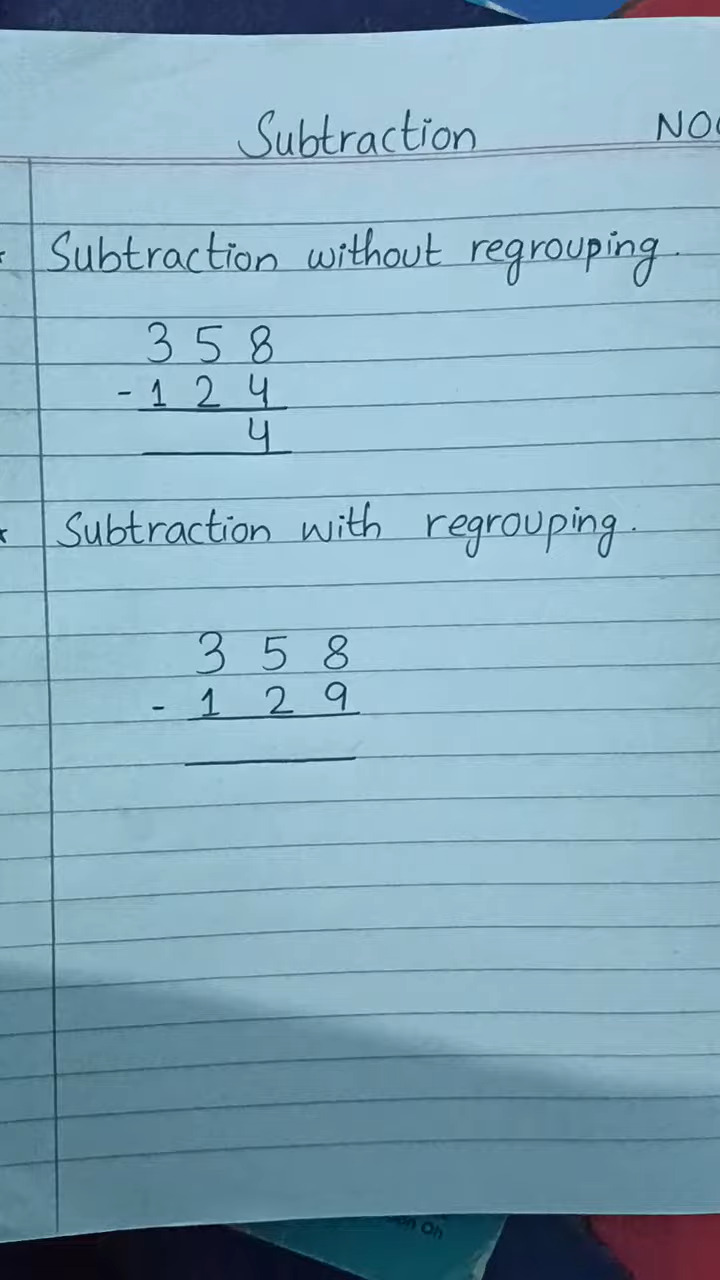 Subtraction
Subtraction without regrouping.
3 5 8
- 1 2 4
4
Subtraction with regrouping.
3 5 8
- 1 2 9
on